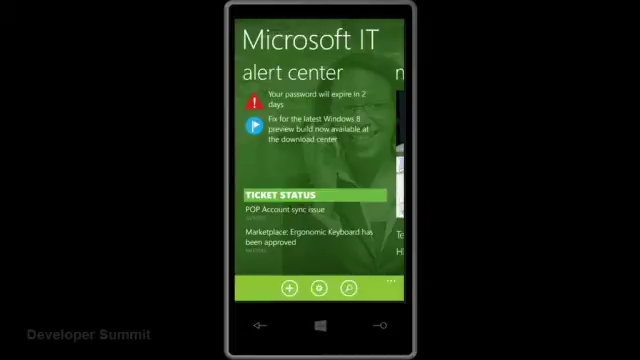 Microsoft IT
alert center
Your password will expire in 2
days
Fix for the latest Windows 8
preview build now available at
the download center
TICKET STATUS
POP Account sync issue
Marketplace: Ergonomic Keyboard has
been approved
Te
Developer Summit